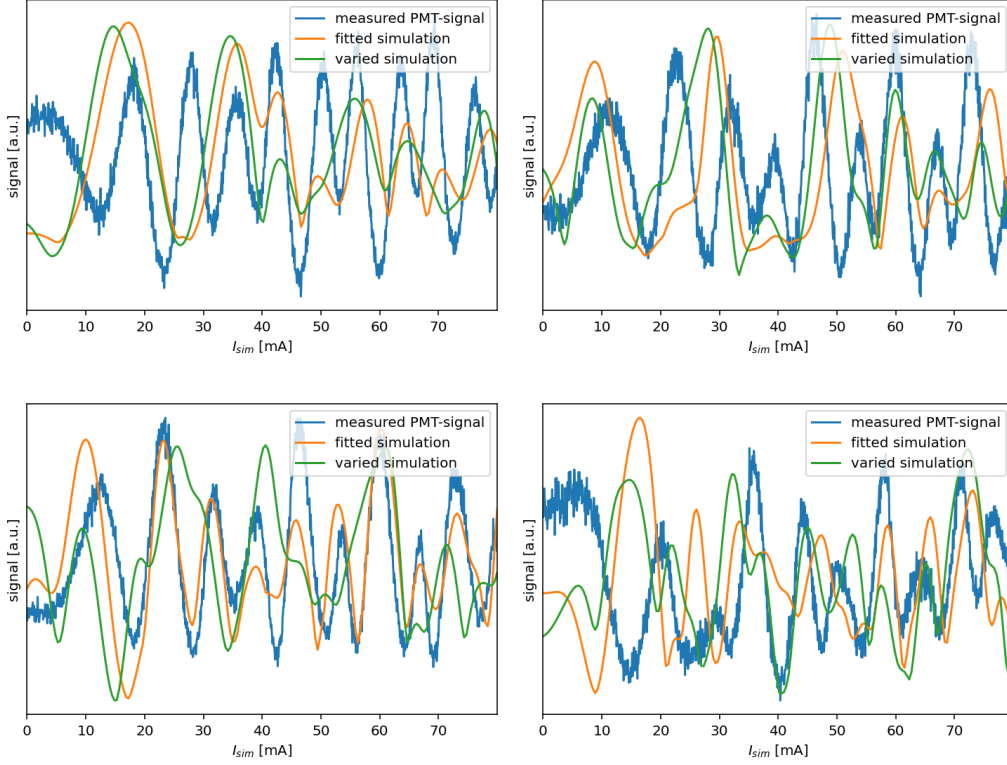 measured PMT-signal
fitted simulation
varied simulation
signal [a.u.]
0 10 20 30 40 50 60 70
I_sim [mA]
measured PMT-signal
fitted simulation
varied simulation
signal [a.u.]
0 10 20 30 40 50 60 70
I_sim [mA]
measured PMT-signal
fitted simulation
varied simulation
signal [a.u.]
0 10 20 30 40 50 60 70
I_sim [mA]
measured PMT-signal
fitted simulation
varied simulation
signal [a.u.]
0 10 20 30 40 50 60 70
I_sim [mA]